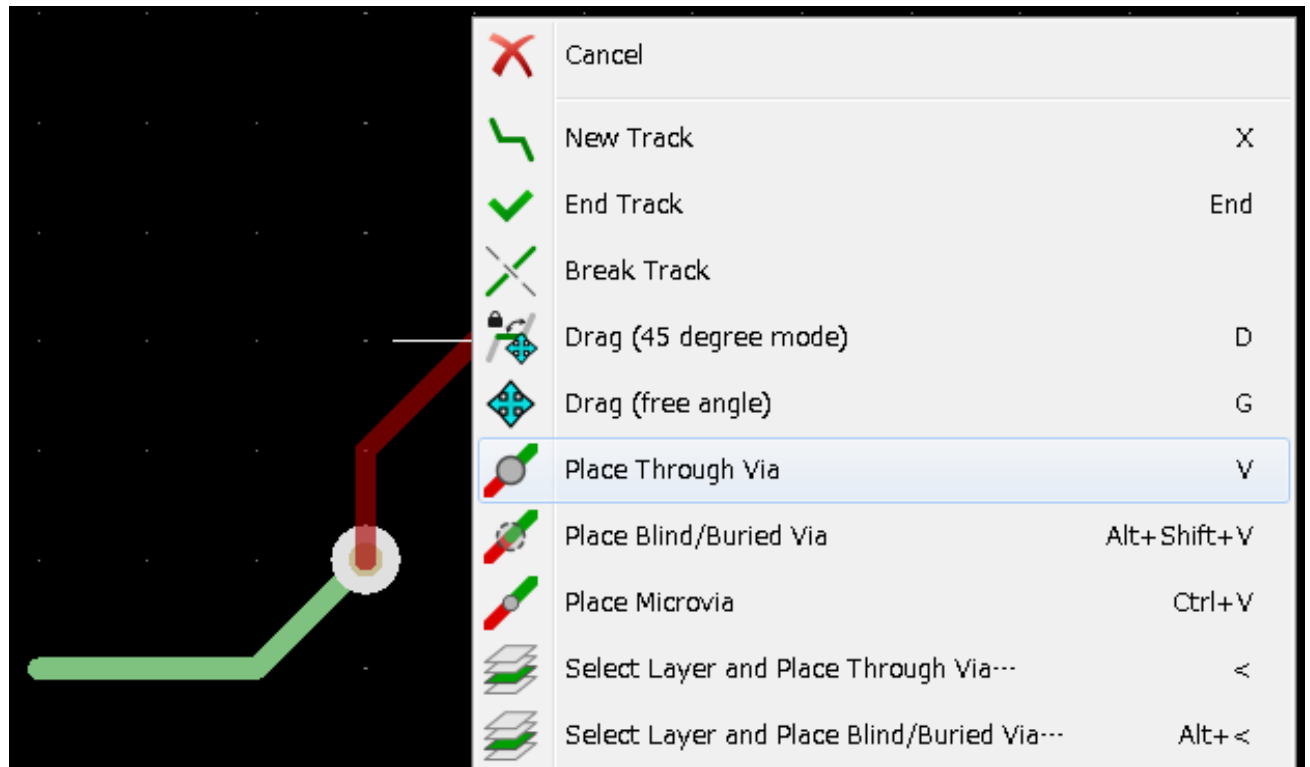 Cancel
New Track X
End Track End
Break Track
Drag (45 degree mode) D
Drag (free angle) G
Place Through Via V
Place Blind/Buried Via Alt+Shift+V
Place Microvia Ctrl+V
Select Layer and Place Through Via... <
Select Layer and Place Blind/Buried Via... Alt+<